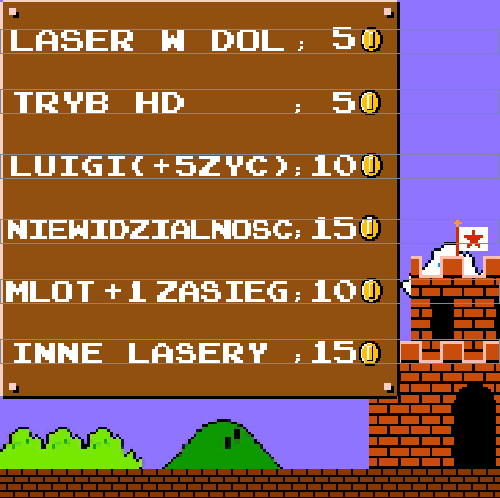 LASER W DOL ; 5
TRYB HD ; 5
LUIGI(+5ZYC); 10
NIEWIDZIALNOSC; 15
MLOT +1 ZASIEG; 10
INNE LASERY ; 15